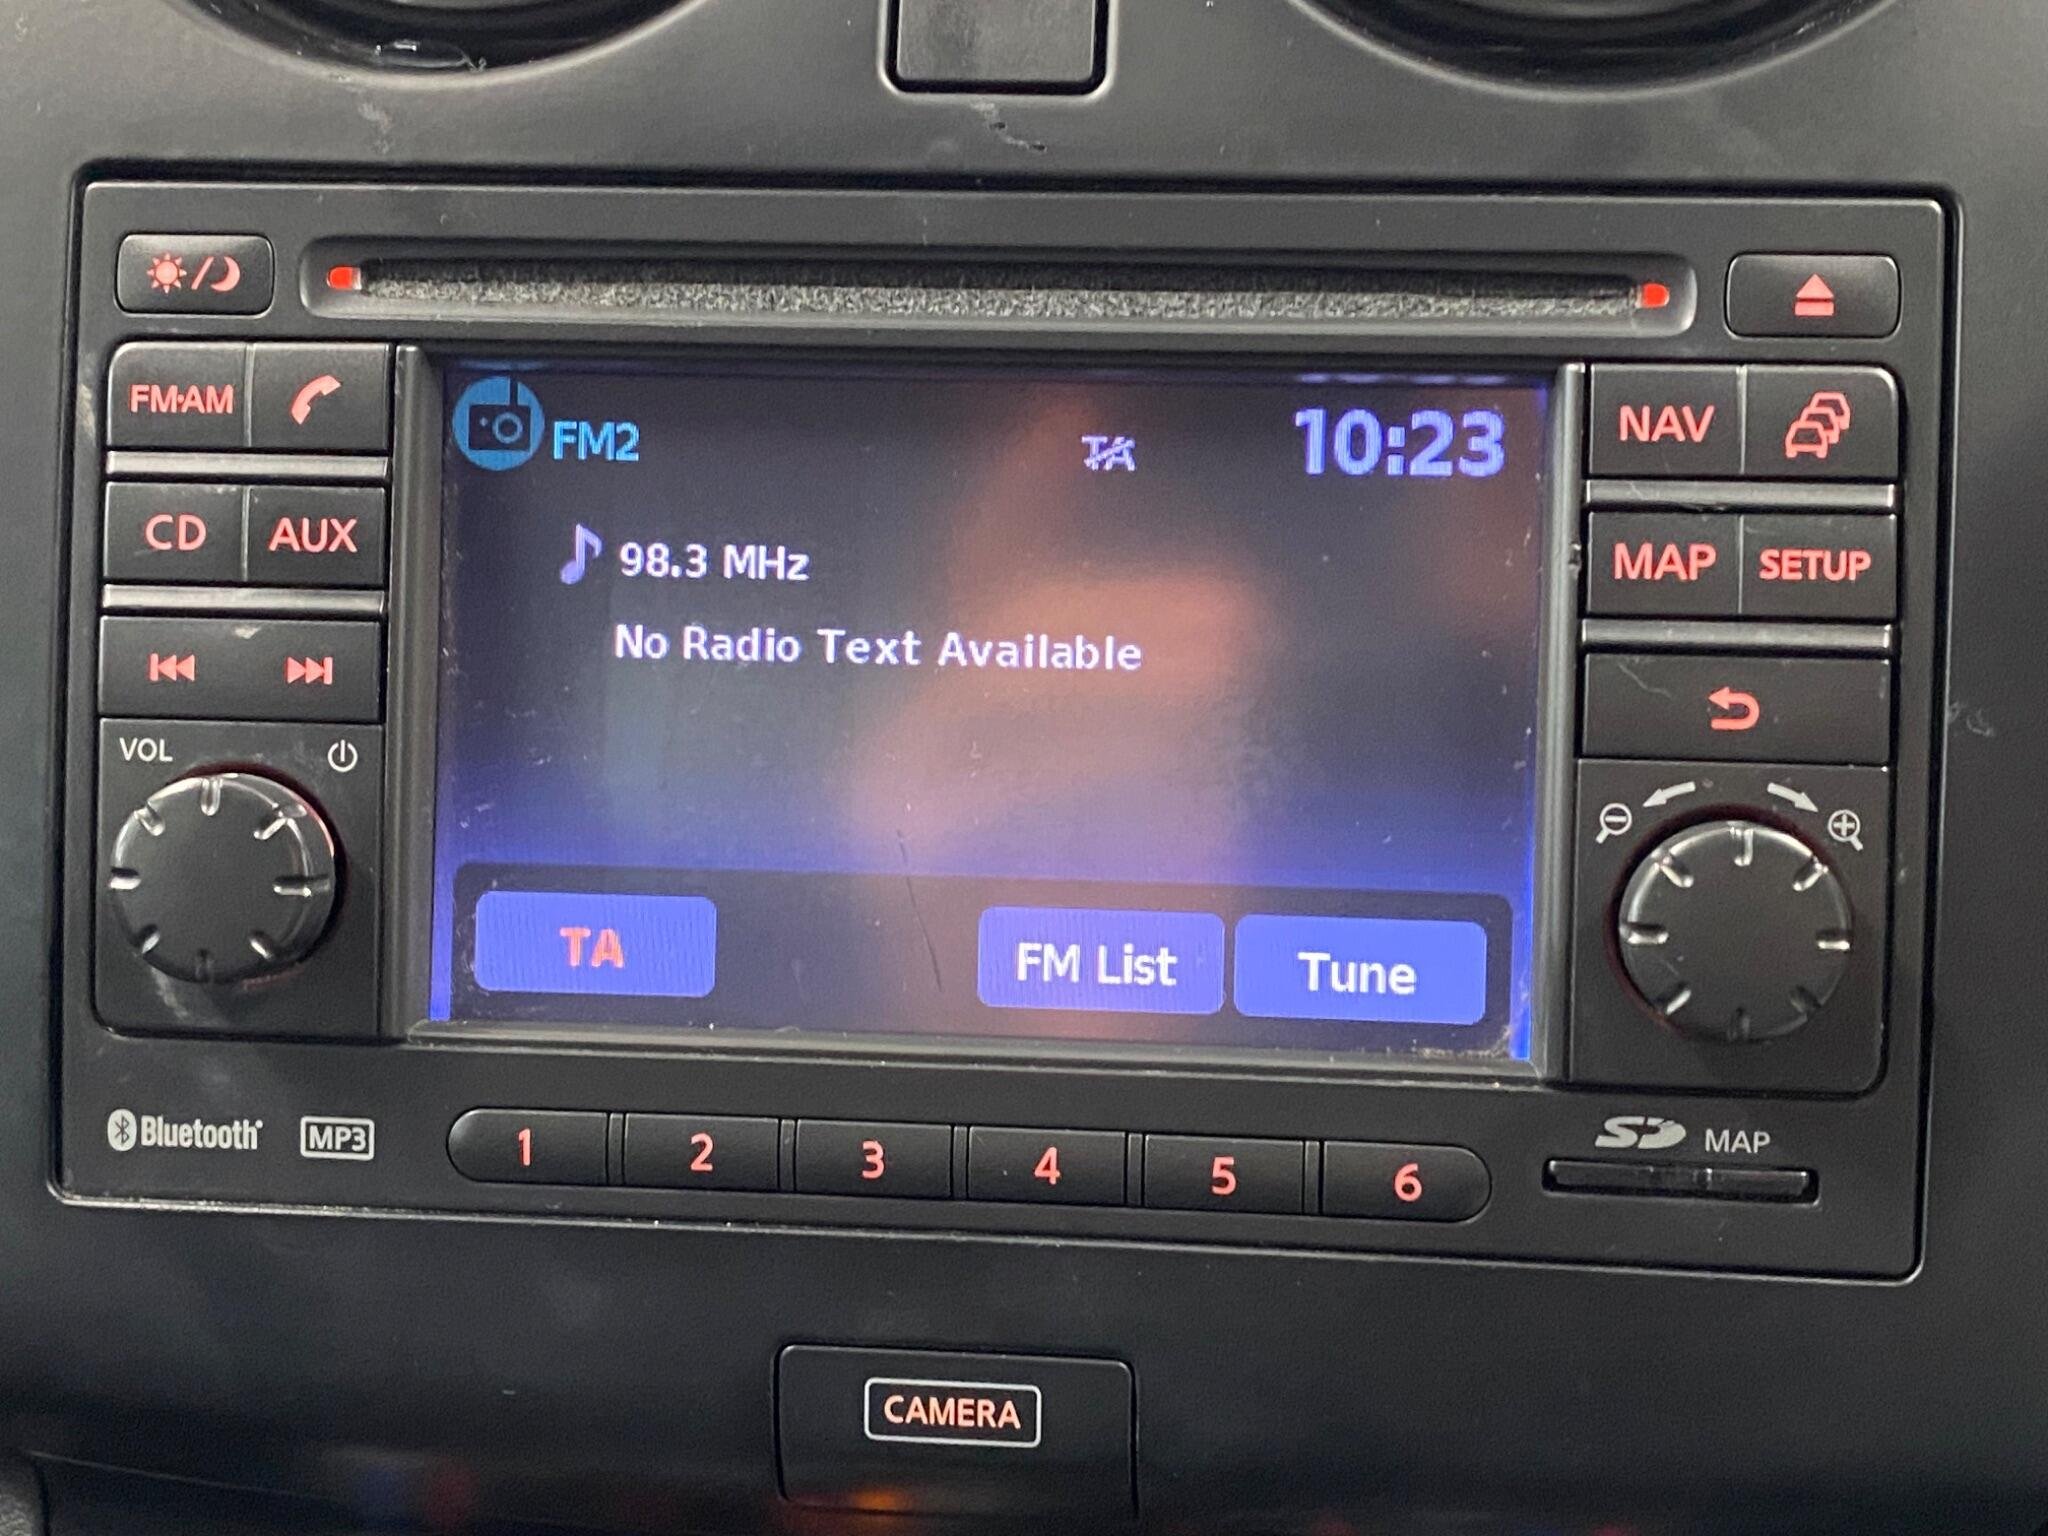 FM·AM
CD
AUX
VOL
FM2
TA
10:23
98.3 MHz
No Radio Text Available
TA
FM List
Tune
NAV
MAP
SETUP
Bluetooth
MP3
1
2
3
4
5
6
SD
MAP
CAMERA